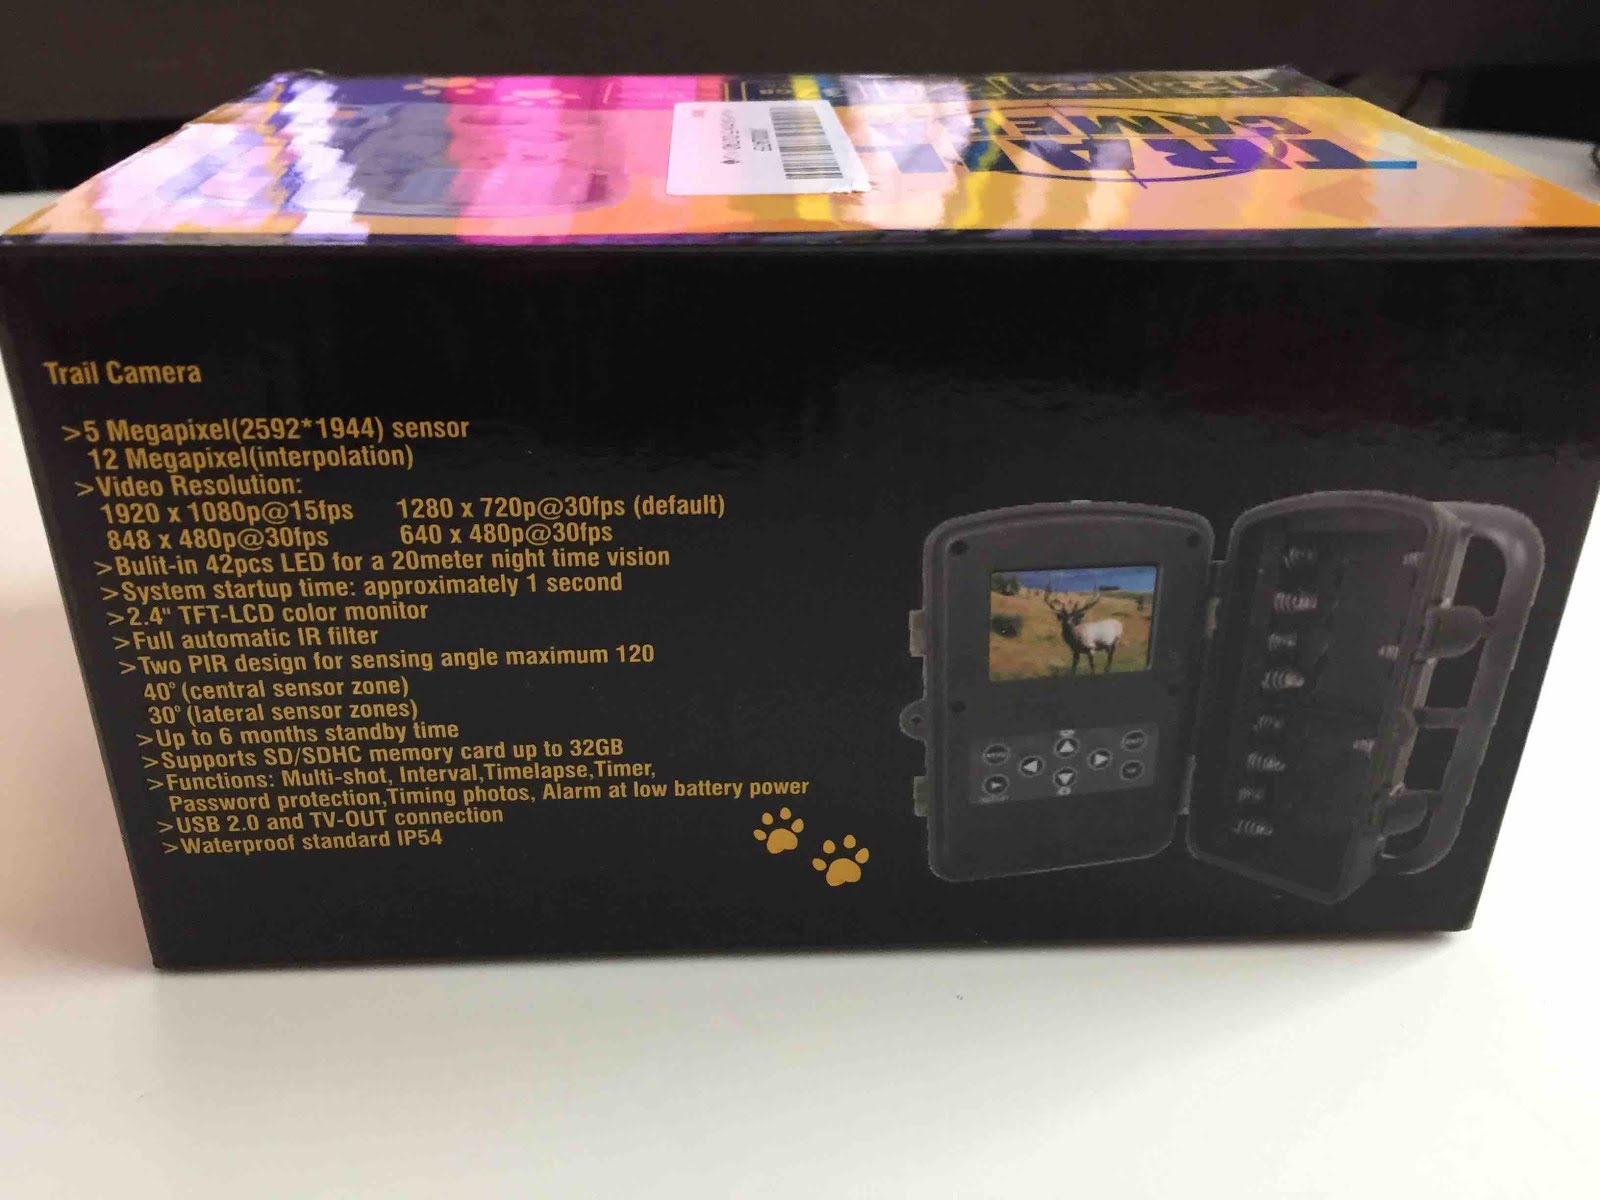 TRAIL
CAMERA
IP54
Trail Camera
>5 Megapixel(2592*1944) sensor
12 Megapixel(interpolation)
>Video Resolution:
1920 x 1080p@15fps 1280 x 720p@30fps (default)
848 x 480p@30fps 640 x 480p@30fps
>Bulit-in 42pcs LED for a 20meter night time vision
>System startup time: approximately 1 second
>2.4" TFT-LCD color monitor
>Full automatic IR filter
>Two PIR design for sensing angle maximum 120
40° (central sensor zone)
30° (lateral sensor zones)
>Up to 6 months standby time
>Supports SD/SDHC memory card up to 32GB
>Functions: Multi-shot, Interval,Timelapse,Timer,
Password protection,Timing photos, Alarm at low battery power
>USB 2.0 and TV-OUT connection
>Waterproof standard IP54